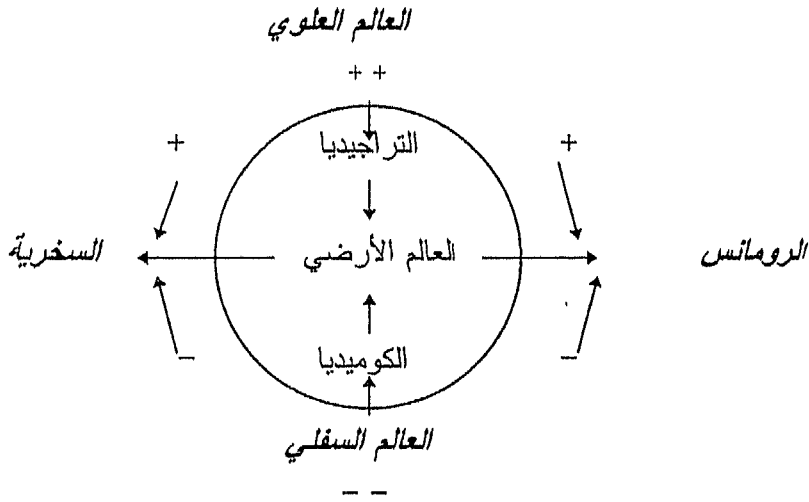 العالم العلوي
+ +
التراجيديا
+ +
الرومانس العالم الأرضي السخرية
الكوميديا
− −
العالم السفلي
− −